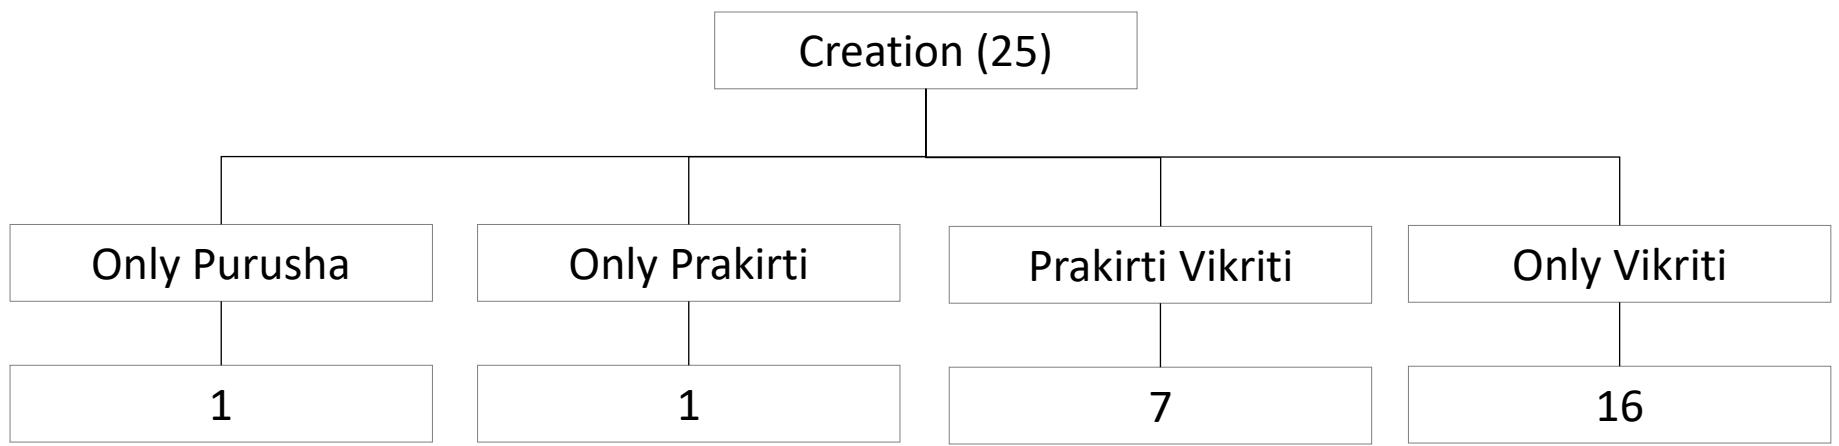 Creation (25)
Only Purusha
Only Prakirti
Prakirti Vikriti
Only Vikriti
1
1
7
16